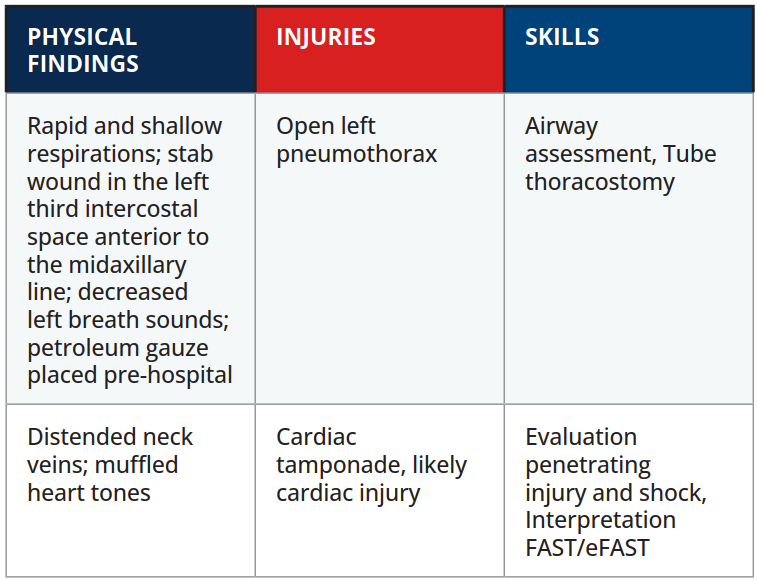 PHYSICAL
FINDINGS
INJURIES
SKILLS
Rapid and shallow
respirations; stab
wound in the left
third intercostal
space anterior to
the midaxillary
line; decreased
left breath sounds;
petroleum gauze
placed pre-hospital
Open left
pneumothorax
Airway
assessment, Tube
thoracostomy
Distended neck
veins; muffled
heart tones
Cardiac
tamponade, likely
cardiac injury
Evaluation
penetrating
injury and shock,
Interpretation
FAST/eFAST